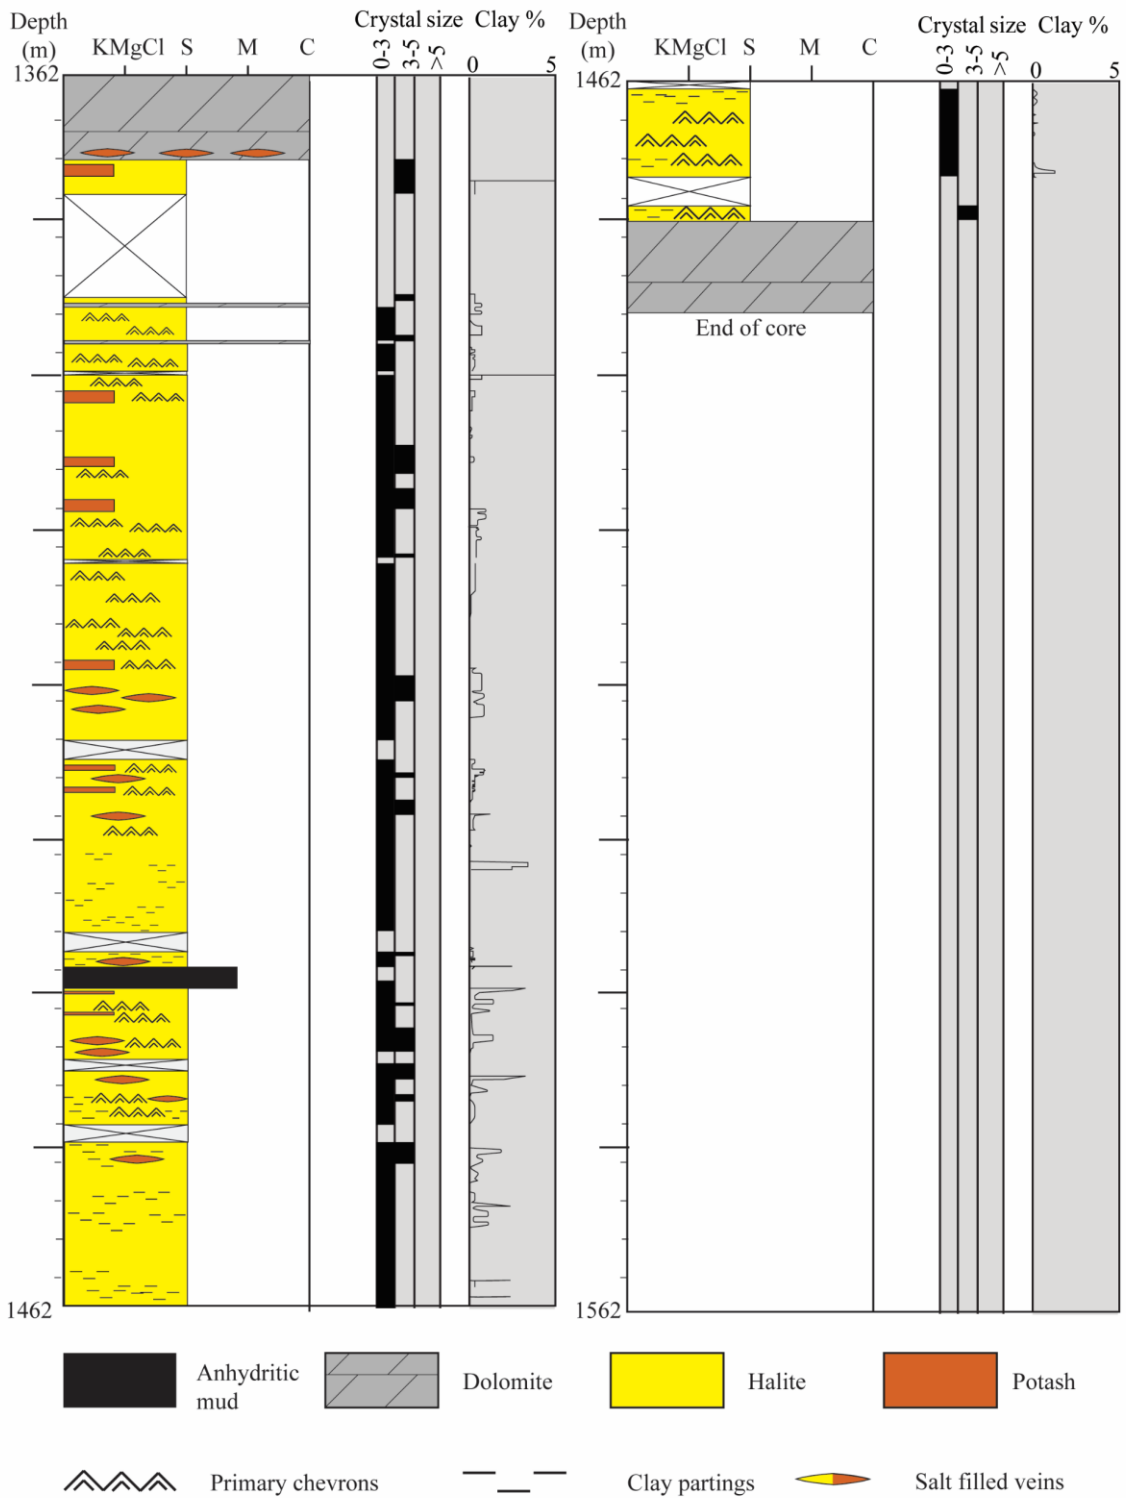 Depth
(m)
KMgCl S M C
Crystal size
0-3
3-5
>5
Clay %
0 5
1362
1462
Depth
(m)
KMgCl S M C
Crystal size
0-3
3-5
>5
Clay %
0 5
1462
End of core
1562
Anhydritic
mud
Dolomite
Halite
Potash
Primary chevrons
Clay partings
Salt filled veins